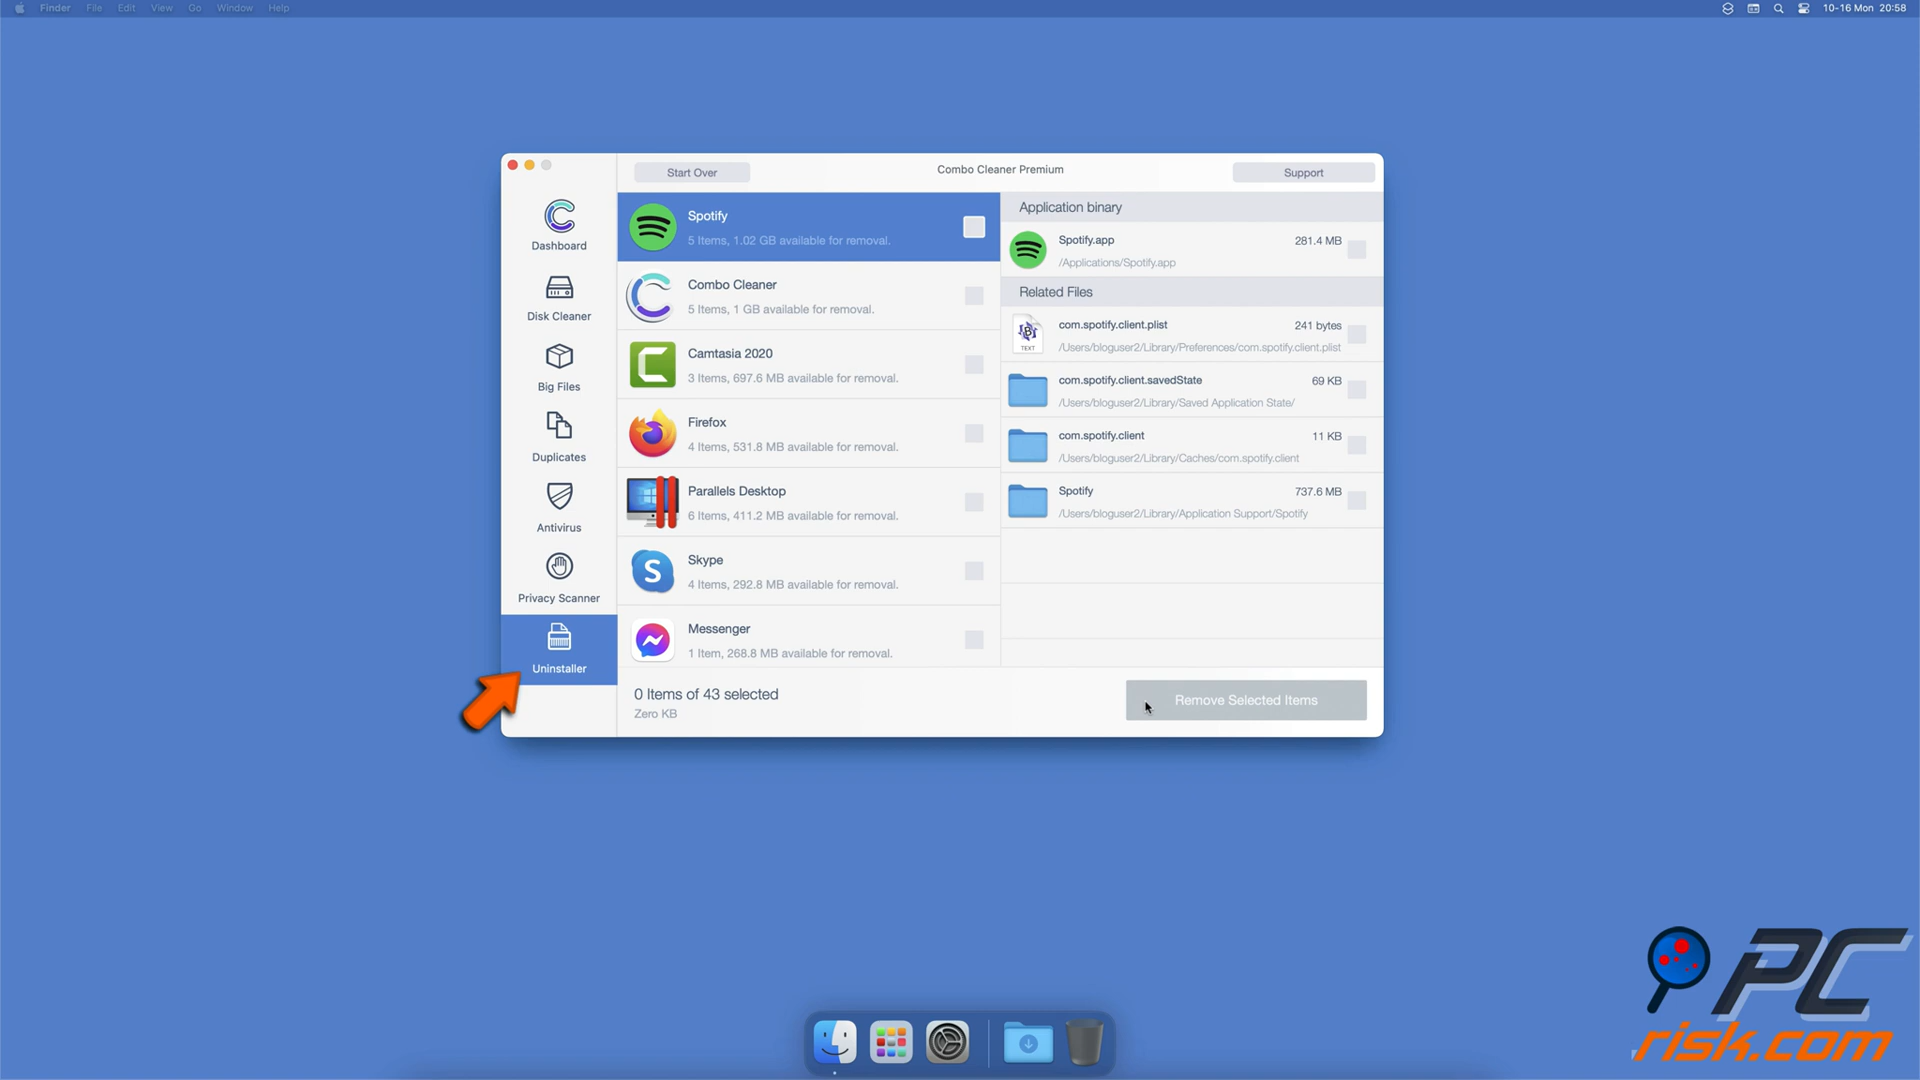 Finder File Edit View Go Window Help
10-16 Mon 20:58
Start Over
Combo Cleaner Premium
Support
Dashboard
Disk Cleaner
Big Files
Duplicates
Antivirus
Privacy Scanner
Uninstaller
Spotify
5 Items, 1.02 GB available for removal.
Combo Cleaner
5 Items, 1 GB available for removal.
Camtasia 2020
3 Items, 697.6 MB available for removal.
Firefox
4 Items, 531.8 MB available for removal.
Parallels Desktop
6 Items, 411.2 MB available for removal.
Skype
4 Items, 292.8 MB available for removal.
Messenger
1 Item, 268.8 MB available for removal.
Application binary
Spotify.app 281.4 MB
/Applications/Spotify.app
Related Files
TEXT
com.spotify.client.plist 241 bytes
/Users/bloguser2/Library/Preferences/com.spotify.client.plist
com.spotify.client.savedState 69 KB
/Users/bloguser2/Library/Saved Application State/
com.spotify.client 11 KB
/Users/bloguser2/Library/Caches/com.spotify.client
Spotify 737.6 MB
/Users/bloguser2/Library/Application Support/Spotify
0 Items of 43 selected
Zero KB
Remove Selected Items
PC
risk.com